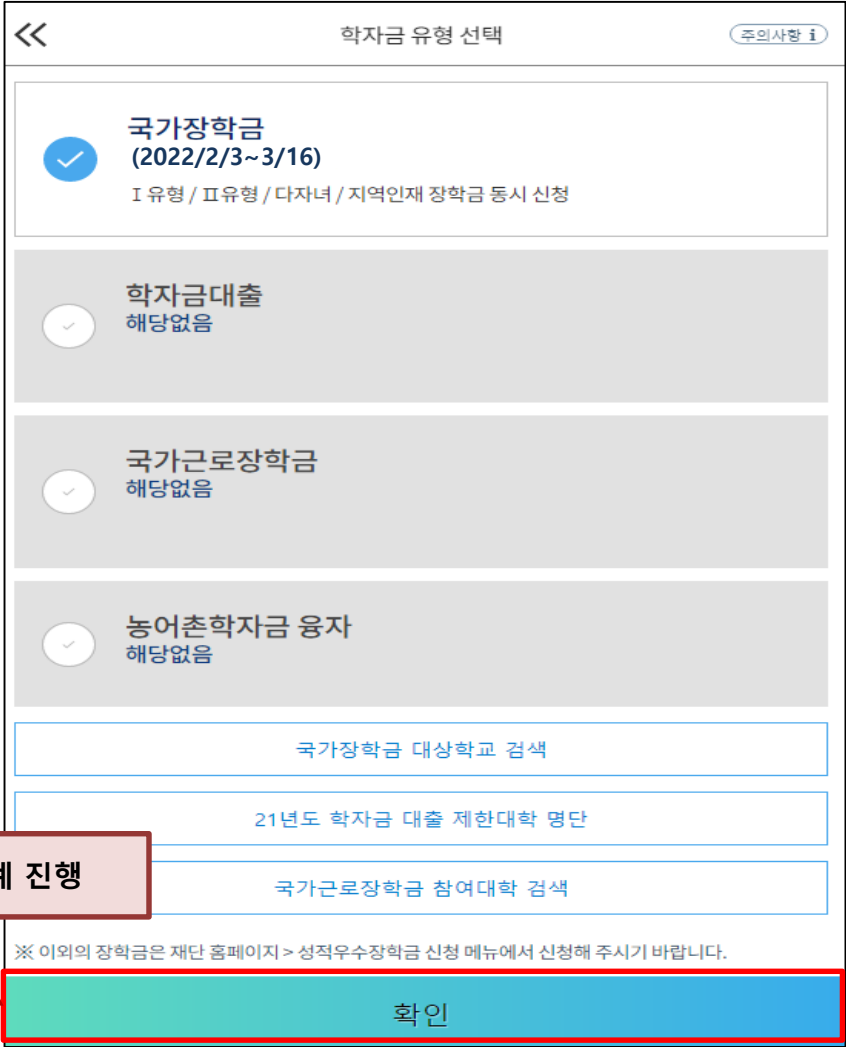 학자금 유형 선택
주의사항 i
국가장학금
(2022/2/3~3/16)
I 유형 / II유형 / 다자녀 / 지역인재 장학금 동시 신청
학자금대출
해당없음
국가근로장학금
해당없음
농어촌학자금 융자
해당없음
국가장학금 대상학교 검색
21년도 학자금 대출 제한대학 명단
진행
국가근로장학금 참여대학 검색
※ 이외의 장학금은 재단 홈페이지 > 성적우수장학금 신청 메뉴에서 신청해 주시기 바랍니다.
확인